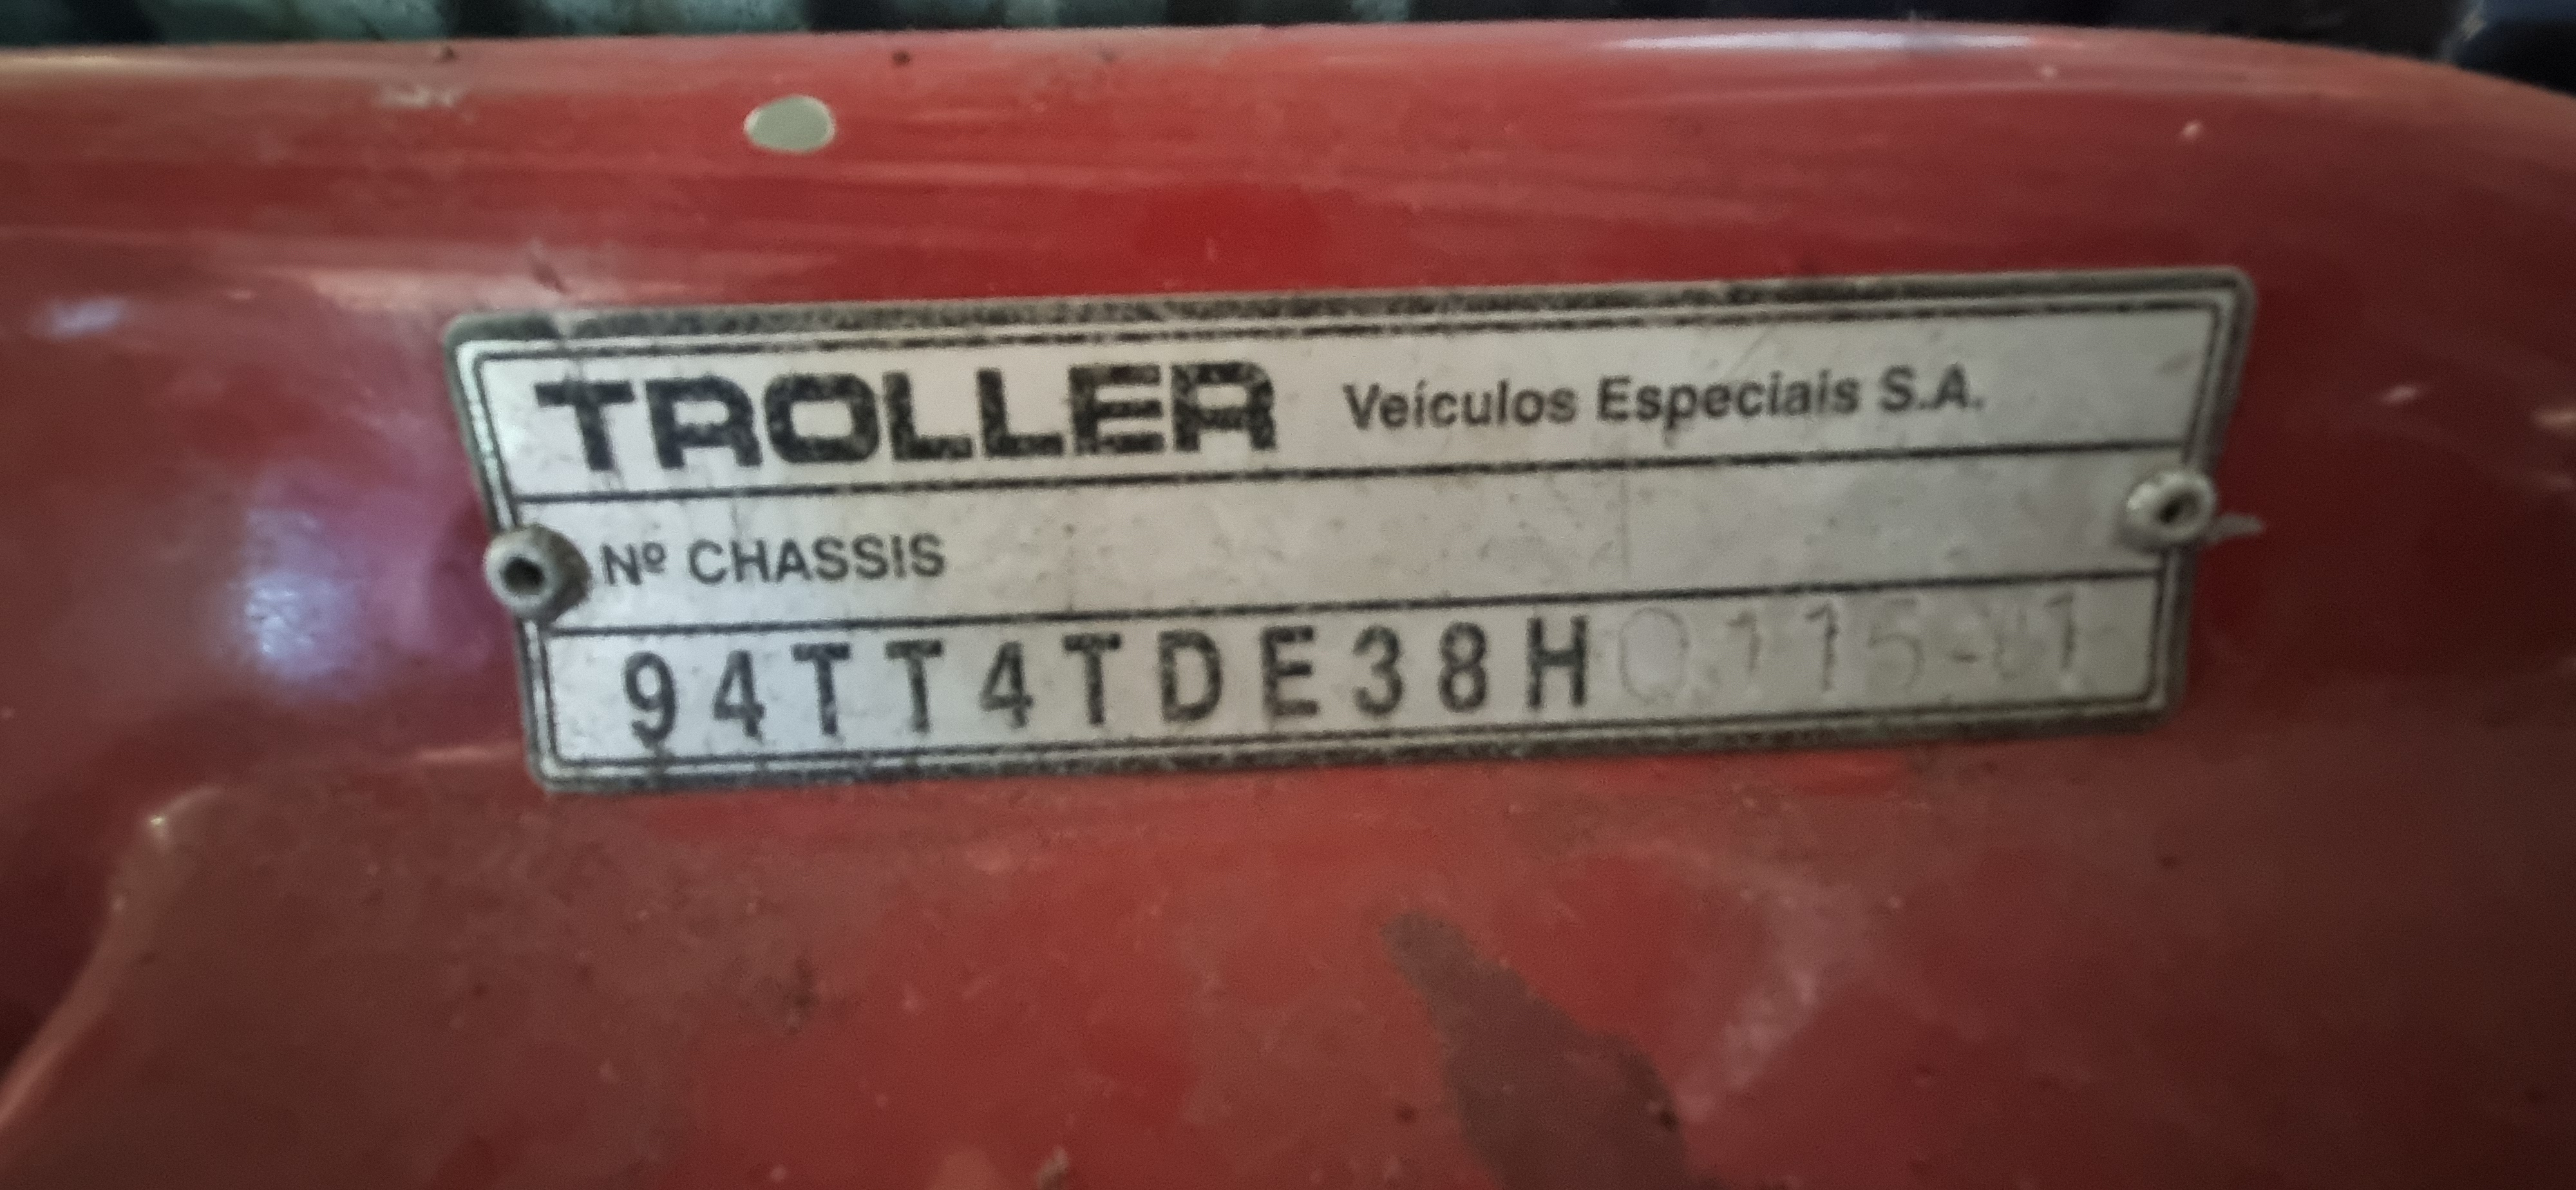 TROLLER Veículos Especiais S.A.
Nº CHASSIS
94TT4TDE38H